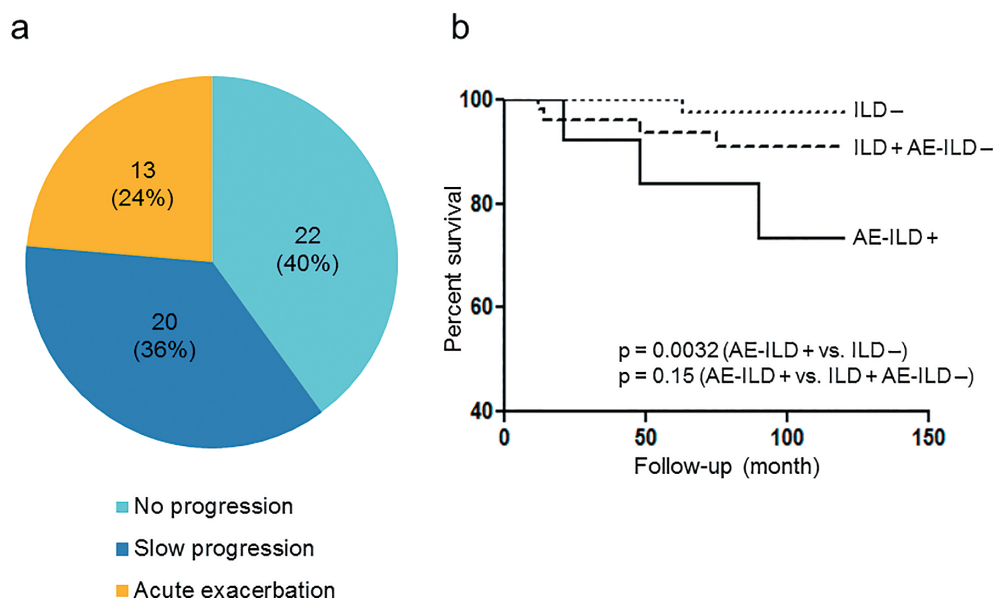 a
13
(24%)
22
(40%)
20
(36%)
No progression
Slow progression
Acute exacerbation
b
Percent survival
100
80
60
40
0
50
100
150
Follow-up (month)
ILD–
ILD+ AE-ILD–
AE-ILD+
p = 0.0032 (AE-ILD+ vs. ILD–)
p = 0.15 (AE-ILD+ vs. ILD+ AE-ILD–)